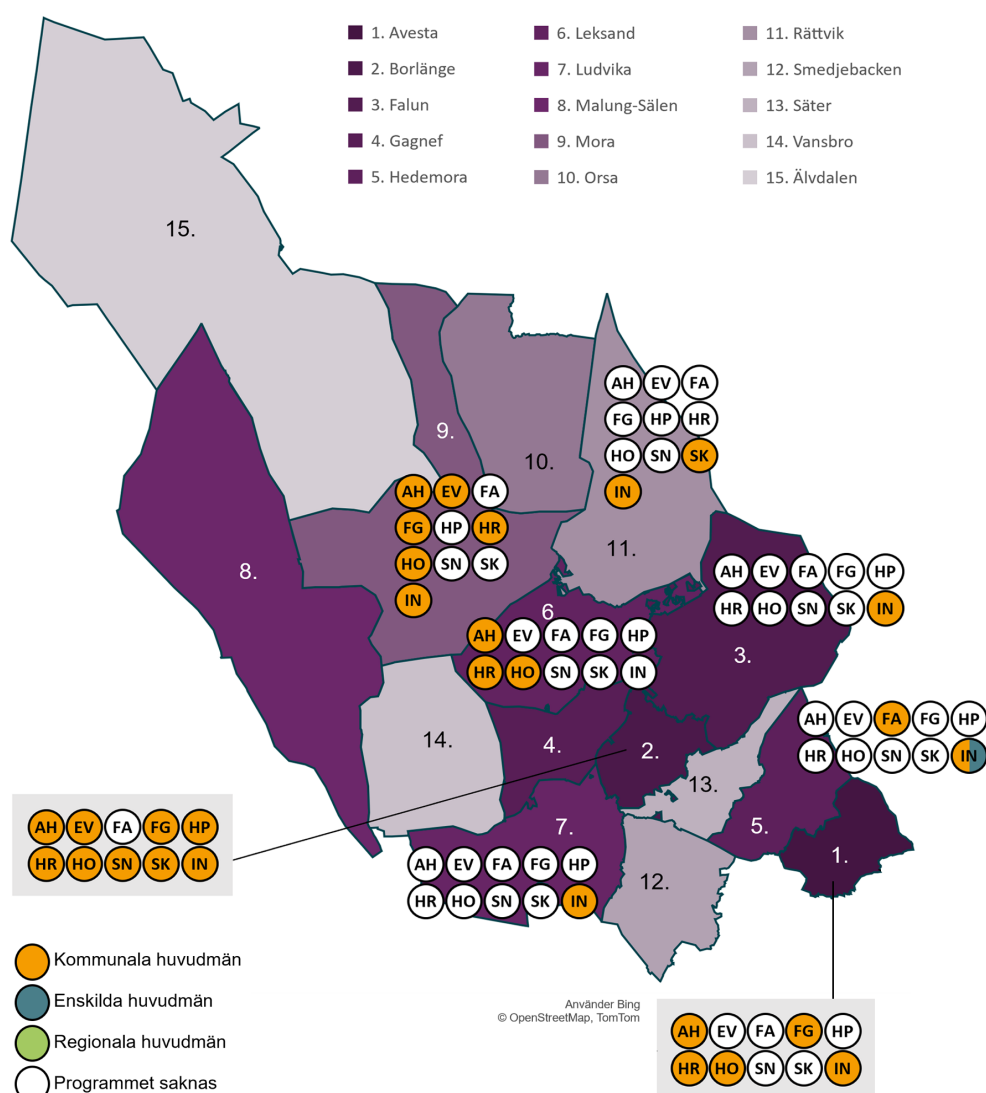 1. Avesta
2. Borlänge
3. Falun
4. Gagnef
5. Hedemora
6. Leksand
7. Ludvika
8. Malung-Sälen
9. Mora
10. Orsa
11. Rättvik
12. Smedjebacken
13. Säter
14. Vansbro
15. Älvdalen
15.
9.
10.
AH EV FA
FG HP HR
HO SN SK
IN
11.
AH EV FA
FG HP HR
HO SN SK
IN
8.
6
AH EV FA FG HP
HR HO SN SK IN
AH EV FA FG HP
HR HO SN SK IN
3.
AH EV FA FG HP
HR HO SN SK IN
14.
4.
2.
13.
5.
1.
7.
AH EV FA FG HP
HR HO SN SK IN
12.
AH EV FA FG HP
HR HO SN SK IN
Kommunala huvudmän
Enskilda huvudmän
Regionala huvudmän
Programmet saknas
Använder Bing
© OpenStreetMap, TomTom
AH EV FA FG HP
HR HO SN SK IN